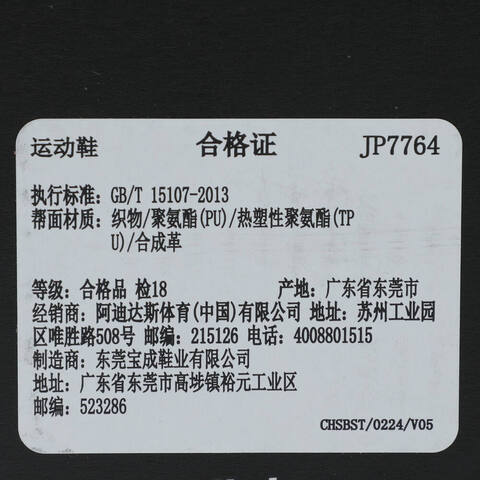 运动鞋 合格证 JP7764
执行标准: GB/T 15107-2013
帮面材质: 织物/聚氨酯(PU)/热塑性聚氨酯(TP
U)/合成革
等级: 合格品 检18 产地: 广东省东莞市
经销商: 阿迪达斯体育(中国)有限公司 地址: 苏州工业园
区唯胜路508号 邮编: 215126 电话: 4008801515
制造商: 东莞宝成鞋业有限公司
地址: 广东省东莞市高埗镇裕元工业区
邮编: 523286
CHSBST/0224/V05